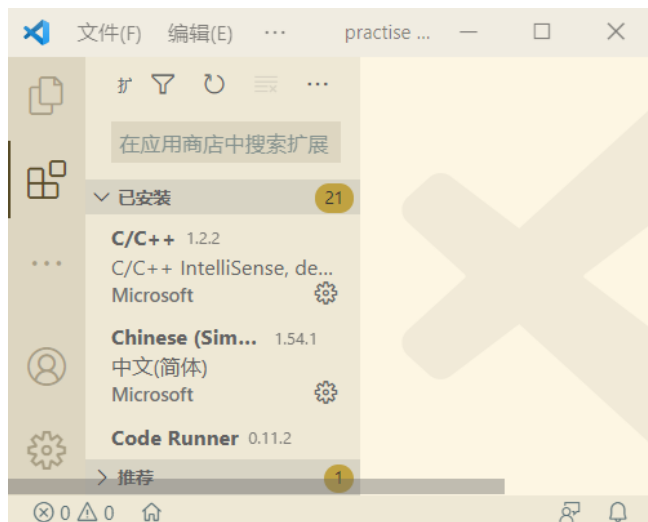 文件(F) 编辑(E) ··· practise ...
扩
在应用商店中搜索扩展
已安装 21
C/C++ 1.2.2
C/C++ IntelliSense, de...
Microsoft
Chinese (Sim... 1.54.1
中文(简体)
Microsoft
Code Runner 0.11.2
推荐 1
0 0